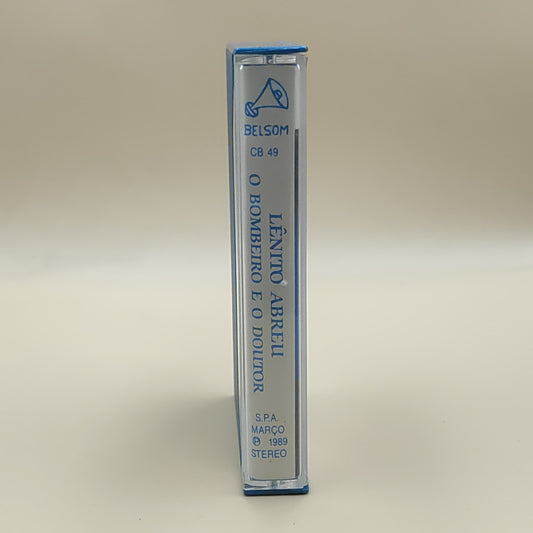 BELSOM
CB 49
LÊNITO ABREU
O BOMBEIRO E O DOUTOR
S.P.A.
MARÇO
℗ 1989
STEREO